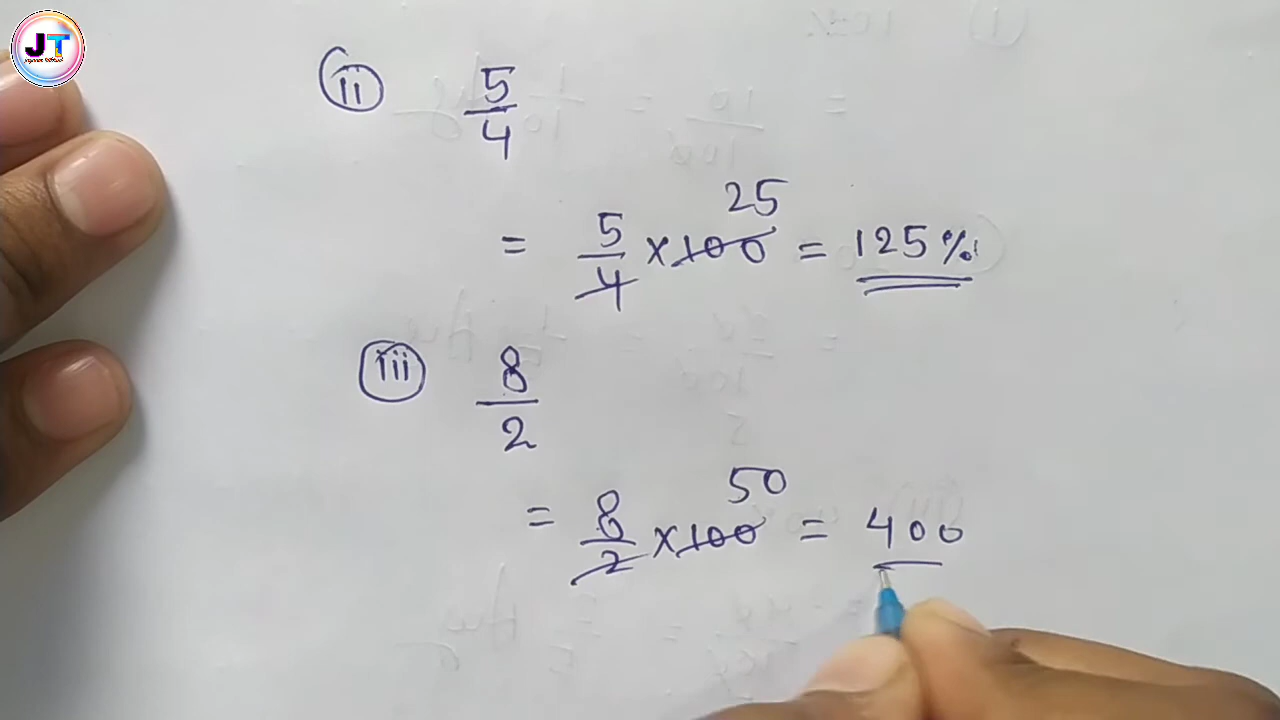 JT
ii 5/4
= 5/4 × 100 25 = 125%
iii 8/2
= 8/2 × 100 50 = 400